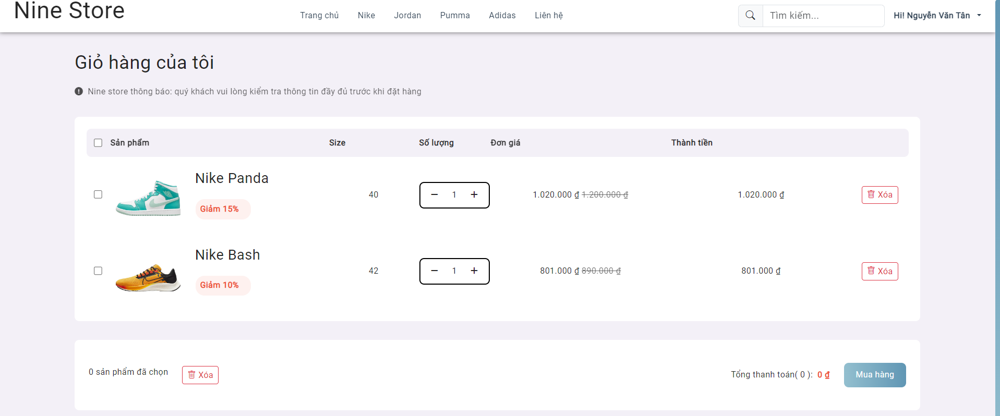 Nine Store
Trang chủ Nike Jordan Pumma Adidas Liên hệ
Tìm kiếm...
Hi! Nguyễn Văn Tân
Giỏ hàng của tôi
Nine store thông báo: quý khách vui lòng kiểm tra thông tin đầy đủ trước khi đặt hàng
Sản phẩm Size Số lượng Đơn giá Thành tiền
Nike Panda
Giảm 15%
40 − 1 + 1.020.000 ₫ 1.200.000 ₫ 1.020.000 ₫ Xóa
Nike Bash
Giảm 10%
42 − 1 + 801.000 ₫ 890.000 ₫ 801.000 ₫ Xóa
0 sản phẩm đã chọn Xóa
Tổng thanh toán( 0 ): 0 ₫ Mua hàng